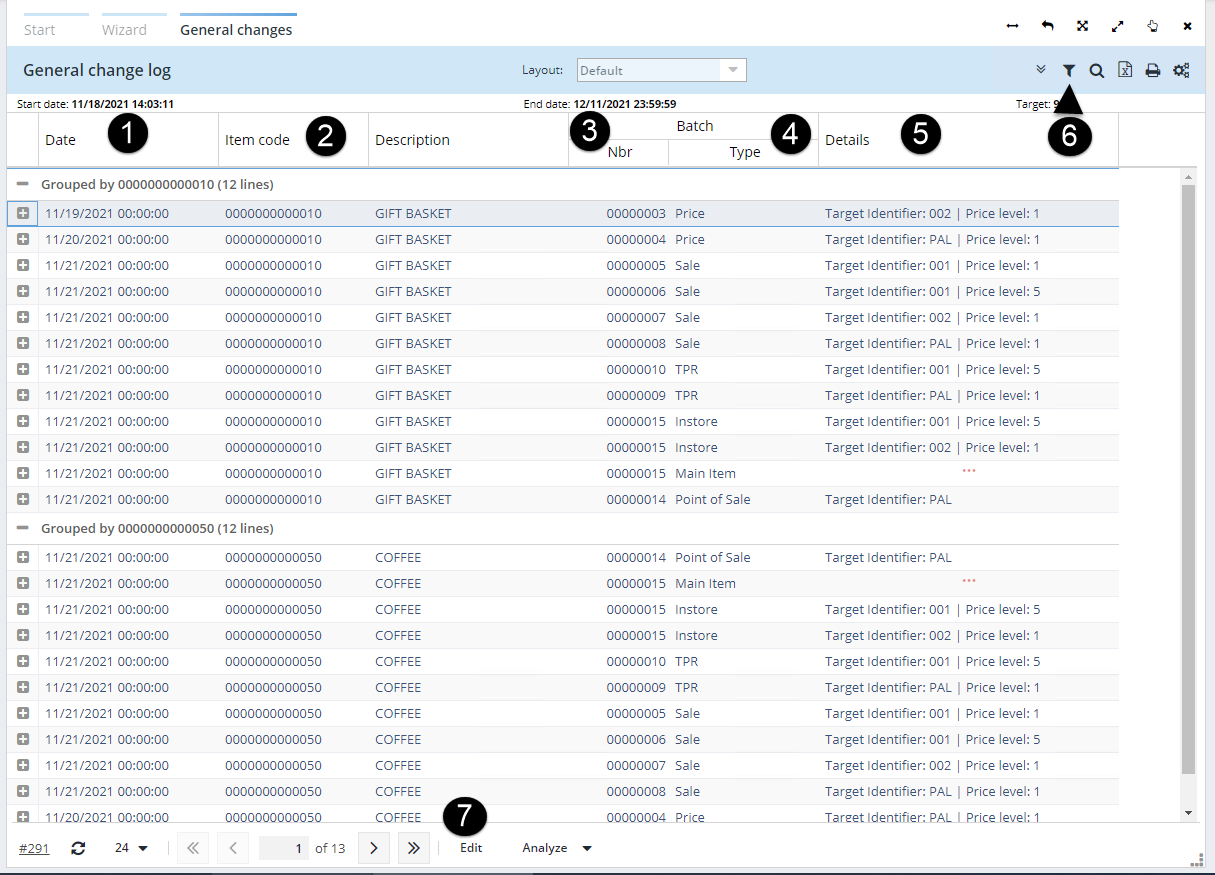 Start Wizard General changes
General change log Layout: Default
Start date: 11/18/2021 14:03:11 End date: 12/11/2021 23:59:59 Target: 9
Date 1 Item code 2 Description 3 Batch 4 Details 5 6
Nbr Type
Grouped by 0000000000010 (12 lines)
11/19/2021 00:00:00 0000000000010 GIFT BASKET 00000003 Price Target Identifier: 002 | Price level: 1
11/20/2021 00:00:00 0000000000010 GIFT BASKET 00000004 Price Target Identifier: PAL | Price level: 1
11/21/2021 00:00:00 0000000000010 GIFT BASKET 00000005 Sale Target Identifier: 001 | Price level: 1
11/21/2021 00:00:00 0000000000010 GIFT BASKET 00000006 Sale Target Identifier: 001 | Price level: 5
11/21/2021 00:00:00 0000000000010 GIFT BASKET 00000007 Sale Target Identifier: 002 | Price level: 1
11/21/2021 00:00:00 0000000000010 GIFT BASKET 00000008 Sale Target Identifier: PAL | Price level: 1
11/21/2021 00:00:00 0000000000010 GIFT BASKET 00000010 TPR Target Identifier: 001 | Price level: 5
11/21/2021 00:00:00 0000000000010 GIFT BASKET 00000009 TPR Target Identifier: PAL | Price level: 1
11/21/2021 00:00:00 0000000000010 GIFT BASKET 00000015 Instore Target Identifier: 001 | Price level: 5
11/21/2021 00:00:00 0000000000010 GIFT BASKET 00000015 Instore Target Identifier: 002 | Price level: 1
11/21/2021 00:00:00 0000000000010 GIFT BASKET 00000015 Main Item ...
11/21/2021 00:00:00 0000000000010 GIFT BASKET 00000014 Point of Sale Target Identifier: PAL
Grouped by 0000000000050 (12 lines)
11/21/2021 00:00:00 0000000000050 COFFEE 00000014 Point of Sale Target Identifier: PAL
11/21/2021 00:00:00 0000000000050 COFFEE 00000015 Main Item ...
11/21/2021 00:00:00 0000000000050 COFFEE 00000015 Instore Target Identifier: 001 | Price level: 5
11/21/2021 00:00:00 0000000000050 COFFEE 00000015 Instore Target Identifier: 002 | Price level: 1
11/21/2021 00:00:00 0000000000050 COFFEE 00000010 TPR Target Identifier: 001 | Price level: 5
11/21/2021 00:00:00 0000000000050 COFFEE 00000009 TPR Target Identifier: PAL | Price level: 1
11/21/2021 00:00:00 0000000000050 COFFEE 00000005 Sale Target Identifier: 001 | Price level: 1
11/21/2021 00:00:00 0000000000050 COFFEE 00000006 Sale Target Identifier: 001 | Price level: 5
11/21/2021 00:00:00 0000000000050 COFFEE 00000007 Sale Target Identifier: 002 | Price level: 1
11/21/2021 00:00:00 0000000000050 COFFEE 00000008 Sale Target Identifier: PAL | Price level: 1
11/20/2021 00:00:00 0000000000050 COFFEE 00000004 Price Target Identifier: PAL | Price level: 1
7
#291 24 1 of 13 Edit Analyze